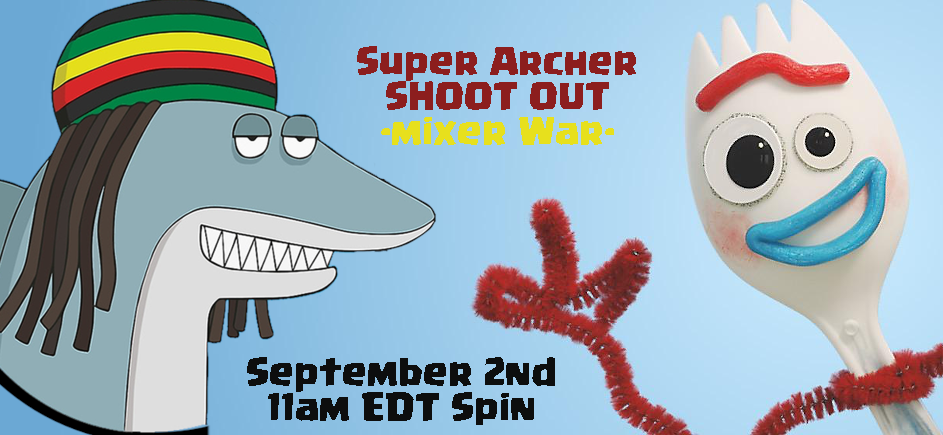 Super Archer
SHOOT OUT
·mixer War·
September 2nd
11am EDT Spin